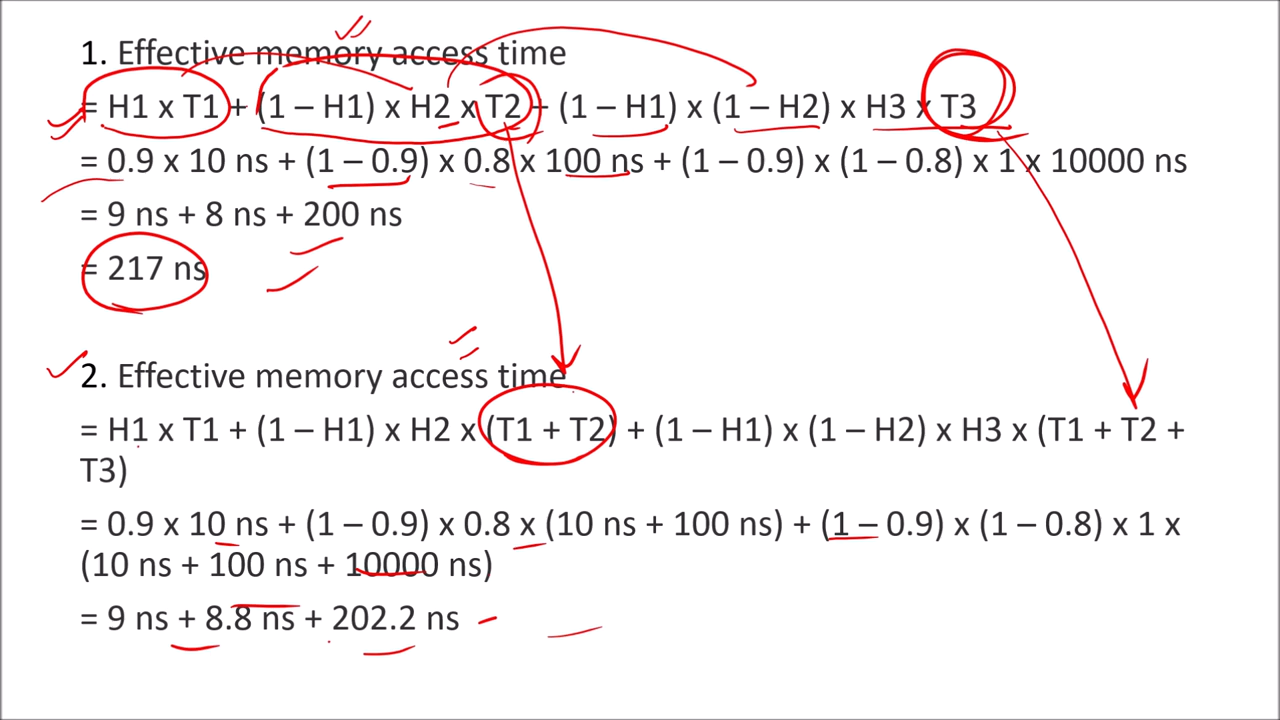 1. Effective memory access time
= H1 x T1 + (1 – H1) x H2 x T2 + (1 – H1) x (1 – H2) x H3 x T3
= 0.9 x 10 ns + (1 – 0.9) x 0.8 x 100 ns + (1 – 0.9) x (1 – 0.8) x 1 x 10000 ns
= 9 ns + 8 ns + 200 ns
= 217 ns
2. Effective memory access time
= H1 x T1 + (1 – H1) x H2 x (T1 + T2) + (1 – H1) x (1 – H2) x H3 x (T1 + T2 +
T3)
= 0.9 x 10 ns + (1 – 0.9) x 0.8 x (10 ns + 100 ns) + (1 – 0.9) x (1 – 0.8) x 1 x
(10 ns + 100 ns + 10000 ns)
= 9 ns + 8.8 ns + 202.2 ns